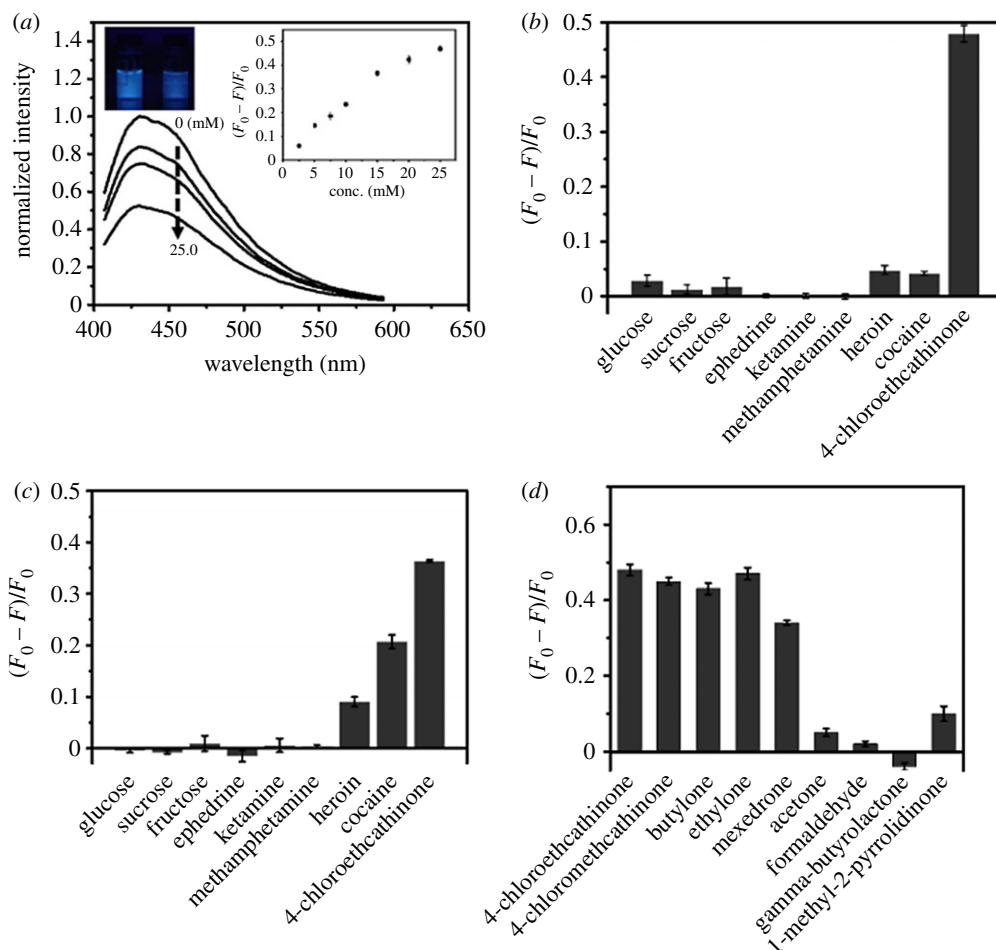 (a)
1.4
1.2
1.0
0.8
0.6
0.4
0.2
0
normalized intensity
400 450 500 550 600 650
wavelength (nm)
0 (mM)
25.0
0.5
0.4
0.3
0.2
0.1
0
(F0 – F)/F0
0 5 10 15 20 25
conc. (mM)
(b)
0.5
0.4
0.3
0.2
0.1
0
(F0 – F)/F0
glucose
sucrose
fructose
ephedrine
ketamine
methamphetamine
heroin
cocaine
4-chloroethcathinone
(c)
0.5
0.4
0.3
0.2
0.1
0
(F0 – F)/F0
glucose
sucrose
fructose
ephedrine
ketamine
methamphetamine
heroin
cocaine
4-chloroethcathinone
(d)
0.6
0.4
0.2
0
(F0 – F)/F0
4-chloroethcathinone
4-chloromethcathinone
butylone
ethylone
mexedrone
acetone
formaldehyde
gamma-butyrolactone
1-methyl-2-pyrrolidinone